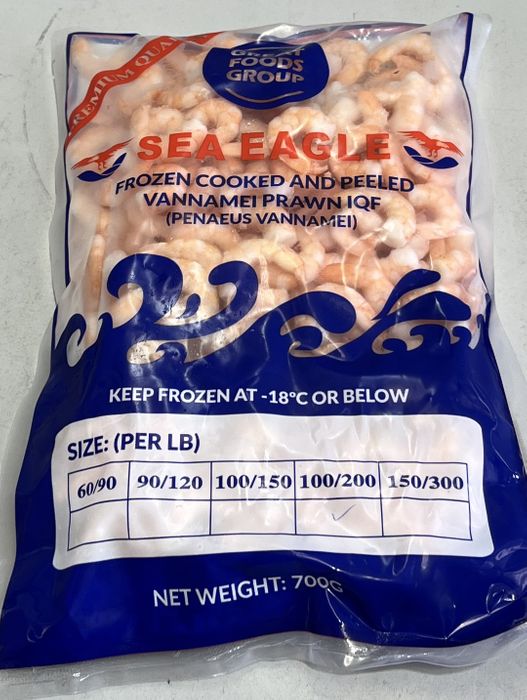 PREMIUM QUA
GREAT
FOODS
GROUP
SEA EAGLE
FROZEN COOKED AND PEELED
VANNAMEI PRAWN IQF
(PENAEUS VANNAMEI)
KEEP FROZEN AT -18°C OR BELOW
SIZE: (PER LB)
60/90 90/120 100/150 100/200 150/300
✓
NET WEIGHT: 700G